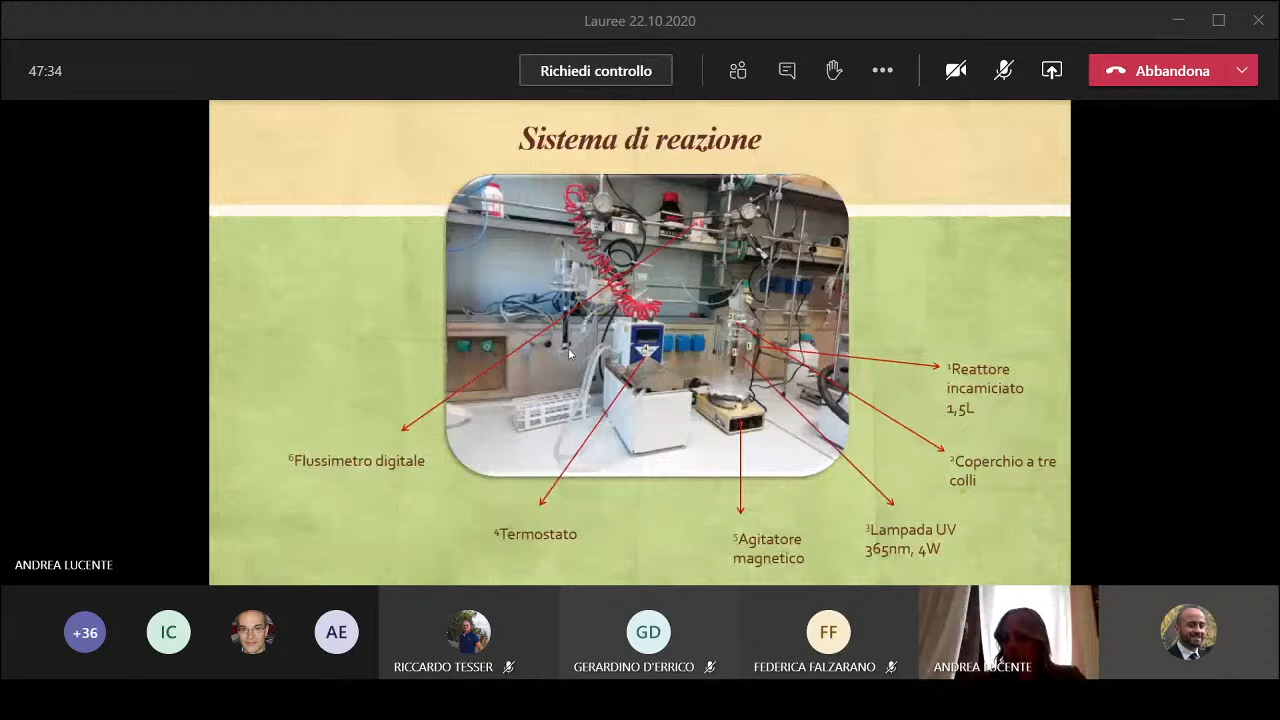 Lauree 22.10.2020
47:34
Richiedi controllo
Abbandona
Sistema di reazione
¹Reattore
incamiciato
1,5L
²Coperchio a tre
colli
³Lampada UV
365nm, 4W
⁴Termostato
⁵Agitatore
magnetico
⁶Flussimetro digitale
ANDREA LUCENTE
+36
IC
AE
RICCARDO TESSER
GD
GERARDINO D'ERRICO
FF
FEDERICA FALZARANO
ANDREA LUCENTE